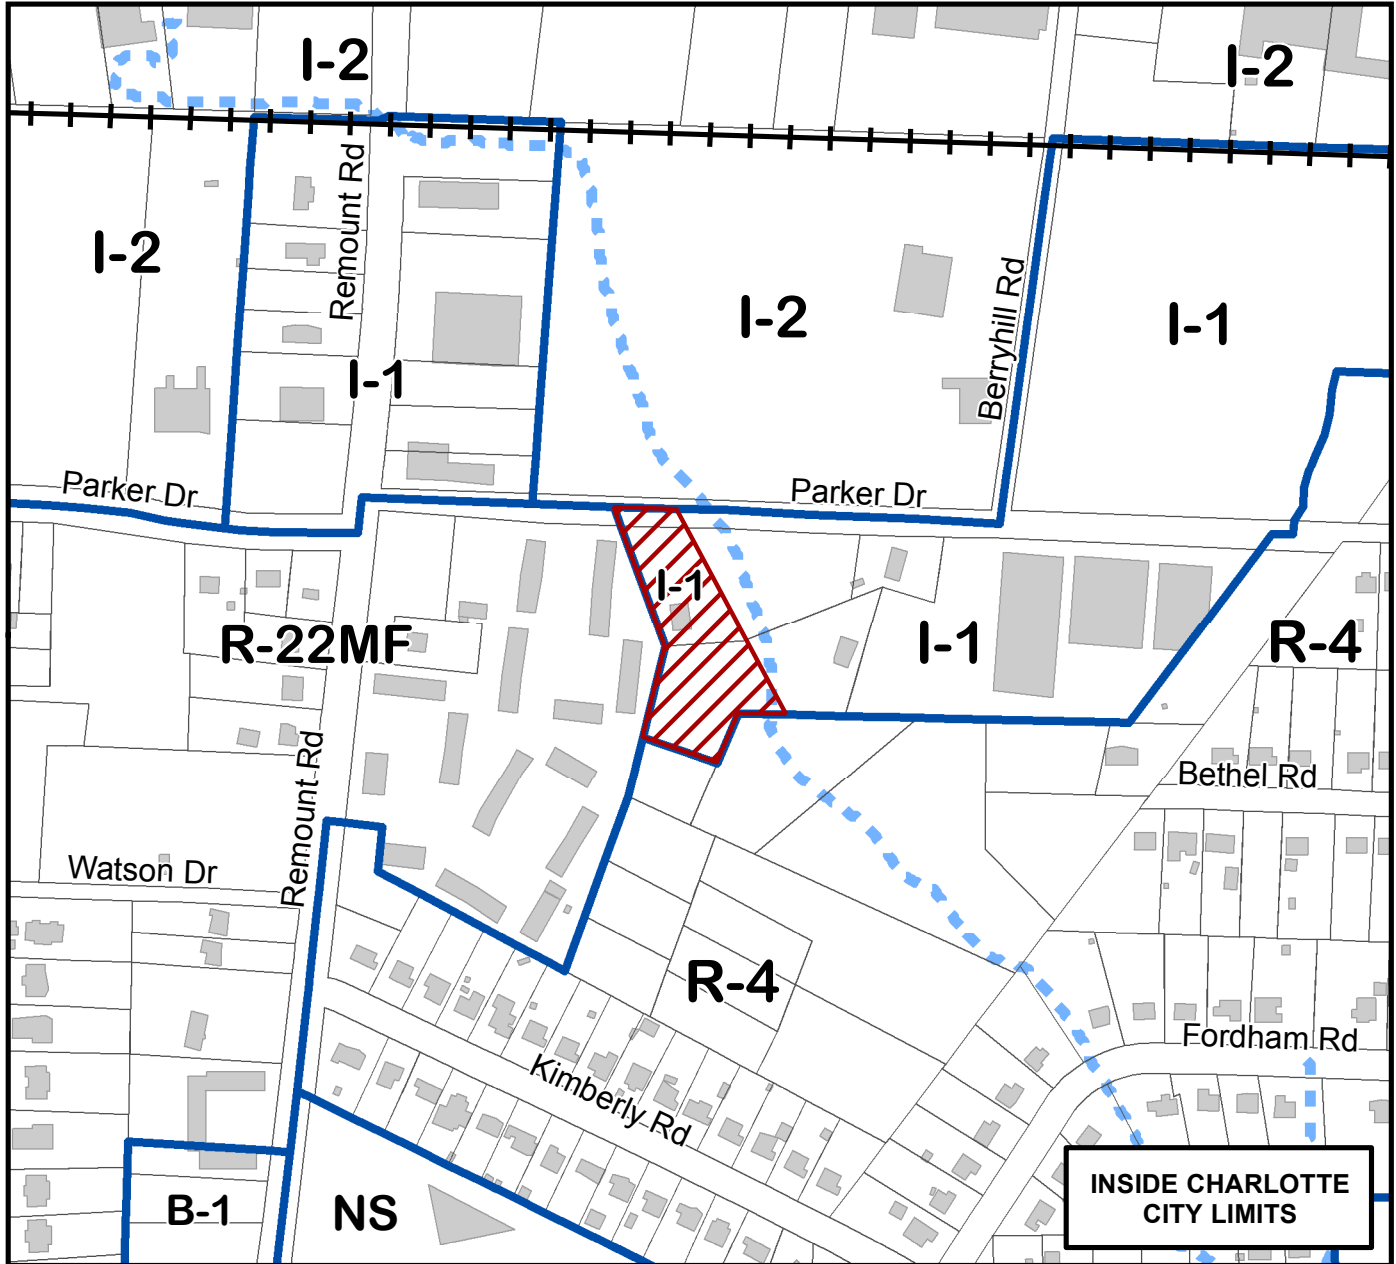 I-2
I-2
Remount Rd
I-2
I-2
Berryhill Rd
I-1
I-1
Parker Dr
Parker Dr
I-1
R-22MF
I-1
R-4
Remount Rd
Bethel Rd
Watson Dr
R-4
Fordham Rd
Kimberly Rd
B-1
NS
INSIDE CHARLOTTE
CITY LIMITS